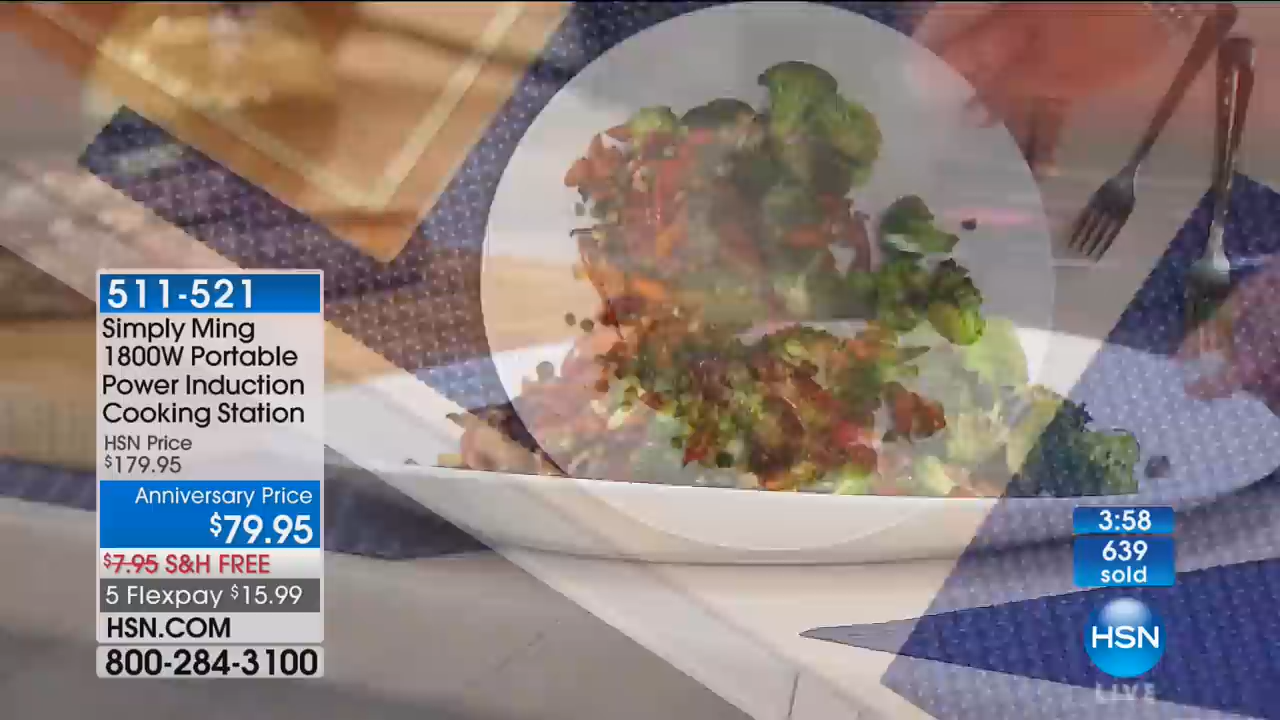 511-521
Simply Ming
1800W Portable
Power Induction
Cooking Station
HSN Price
$179.95
Anniversary Price
$79.95
$7.95 S&H FREE
5 Flexpay $15.99
HSN.COM
800-284-3100
3:58
639
sold
HSN
LIVE